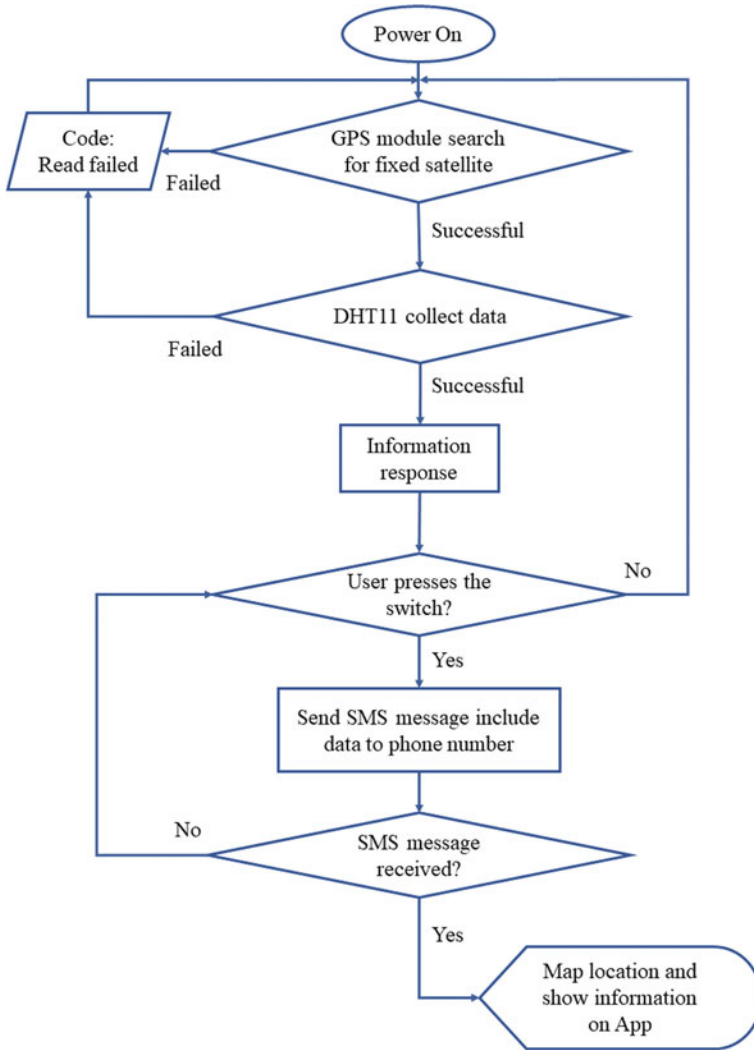 Power On
Code:
Read failed
GPS module search
for fixed satellite
Failed
Successful
DHT11 collect data
Failed
Successful
Information
response
User presses the
switch?
No
Yes
Send SMS message include
data to phone number
No
SMS message
received?
Yes
Map location and
show information
on App